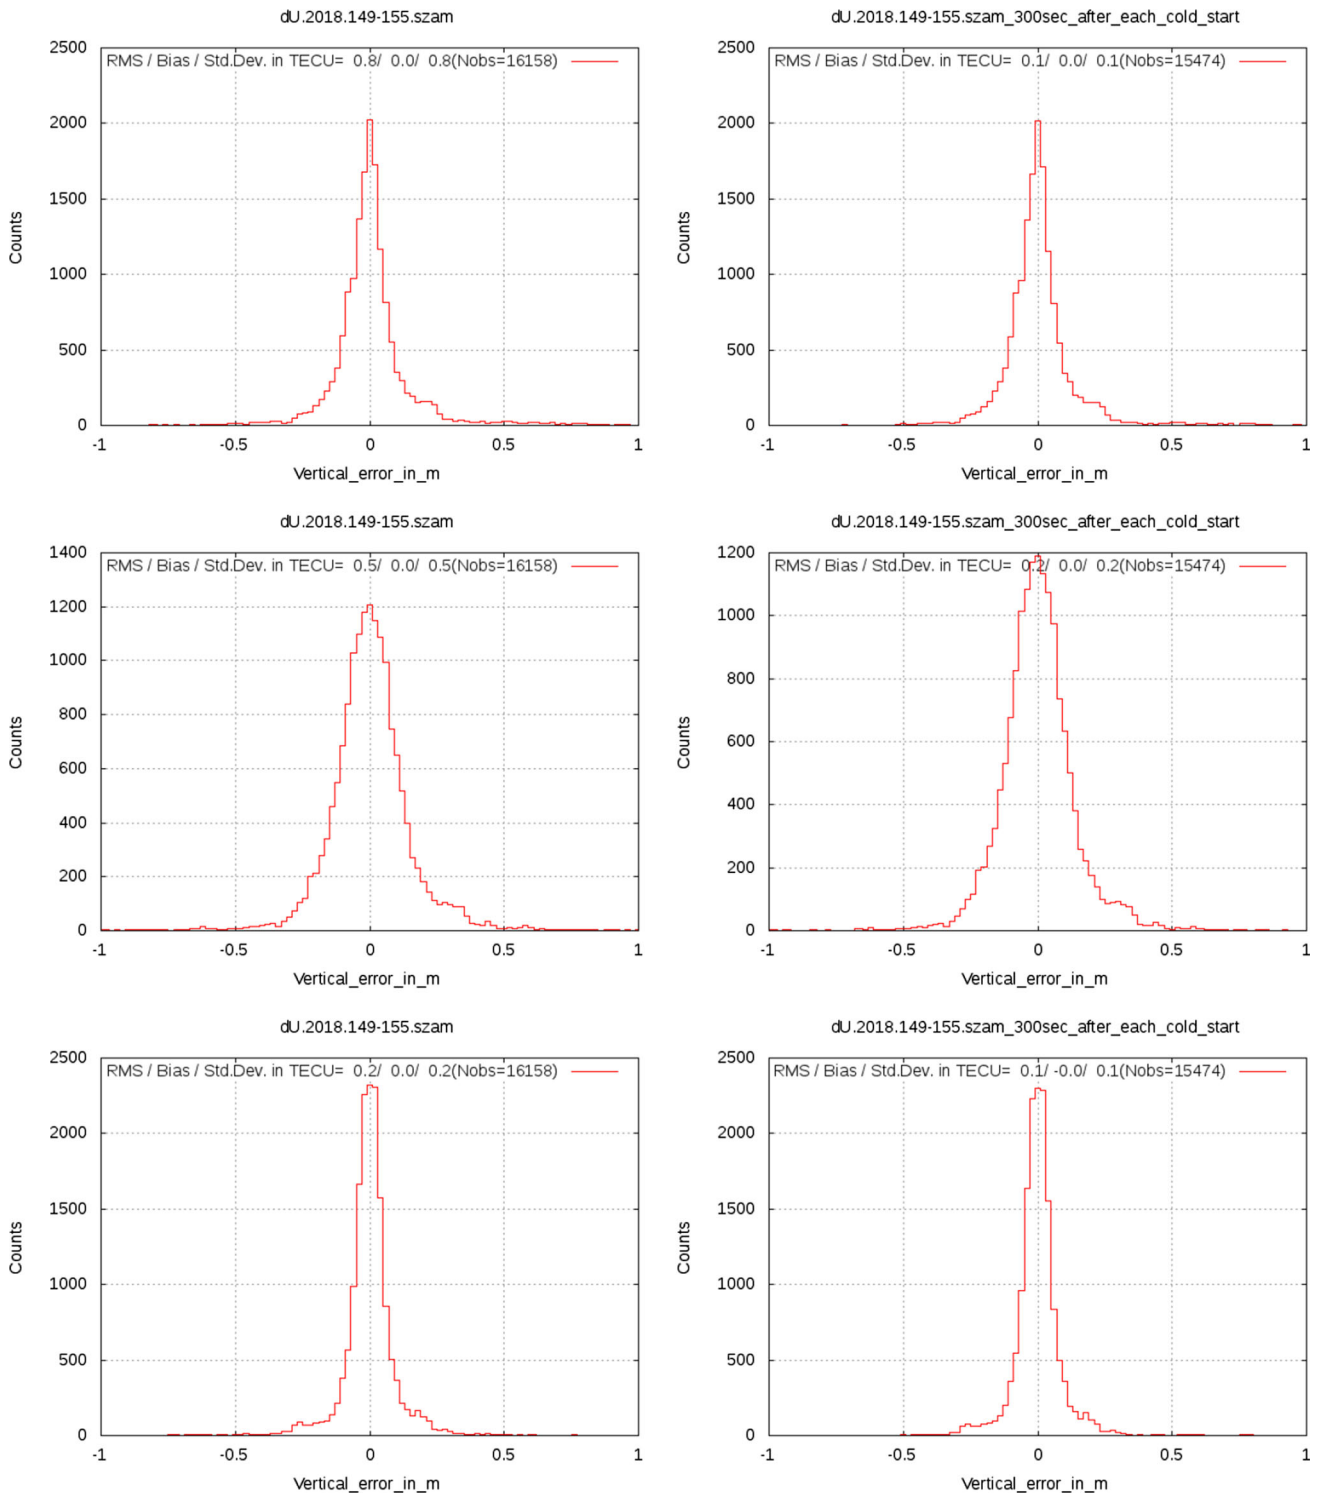 dU.2018.149-155.szam
RMS / Bias / Std.Dev. in TECU=  0.8/  0.0/  0.8(Nobs=16158)
2500
2000
1500
1000
500
0
Counts
-1 -0.5 0 0.5 1
Vertical_error_in_m
dU.2018.149-155.szam_300sec_after_each_cold_start
RMS / Bias / Std.Dev. in TECU=  0.1/  0.0/  0.1(Nobs=15474)
2500
2000
1500
1000
500
0
Counts
-1 -0.5 0 0.5 1
Vertical_error_in_m
dU.2018.149-155.szam
RMS / Bias / Std.Dev. in TECU=  0.5/  0.0/  0.5(Nobs=16158)
1400
1200
1000
800
600
400
200
0
Counts
-1 -0.5 0 0.5 1
Vertical_error_in_m
dU.2018.149-155.szam_300sec_after_each_cold_start
RMS / Bias / Std.Dev. in TECU=  0.2/  0.0/  0.2(Nobs=15474)
1200
1000
800
600
400
200
0
Counts
-1 -0.5 0 0.5 1
Vertical_error_in_m
dU.2018.149-155.szam
RMS / Bias / Std.Dev. in TECU=  0.2/  0.0/  0.2(Nobs=16158)
2500
2000
1500
1000
500
0
Counts
-1 -0.5 0 0.5 1
Vertical_error_in_m
dU.2018.149-155.szam_300sec_after_each_cold_start
RMS / Bias / Std.Dev. in TECU=  0.1/ -0.0/  0.1(Nobs=15474)
2500
2000
1500
1000
500
0
Counts
-1 -0.5 0 0.5 1
Vertical_error_in_m